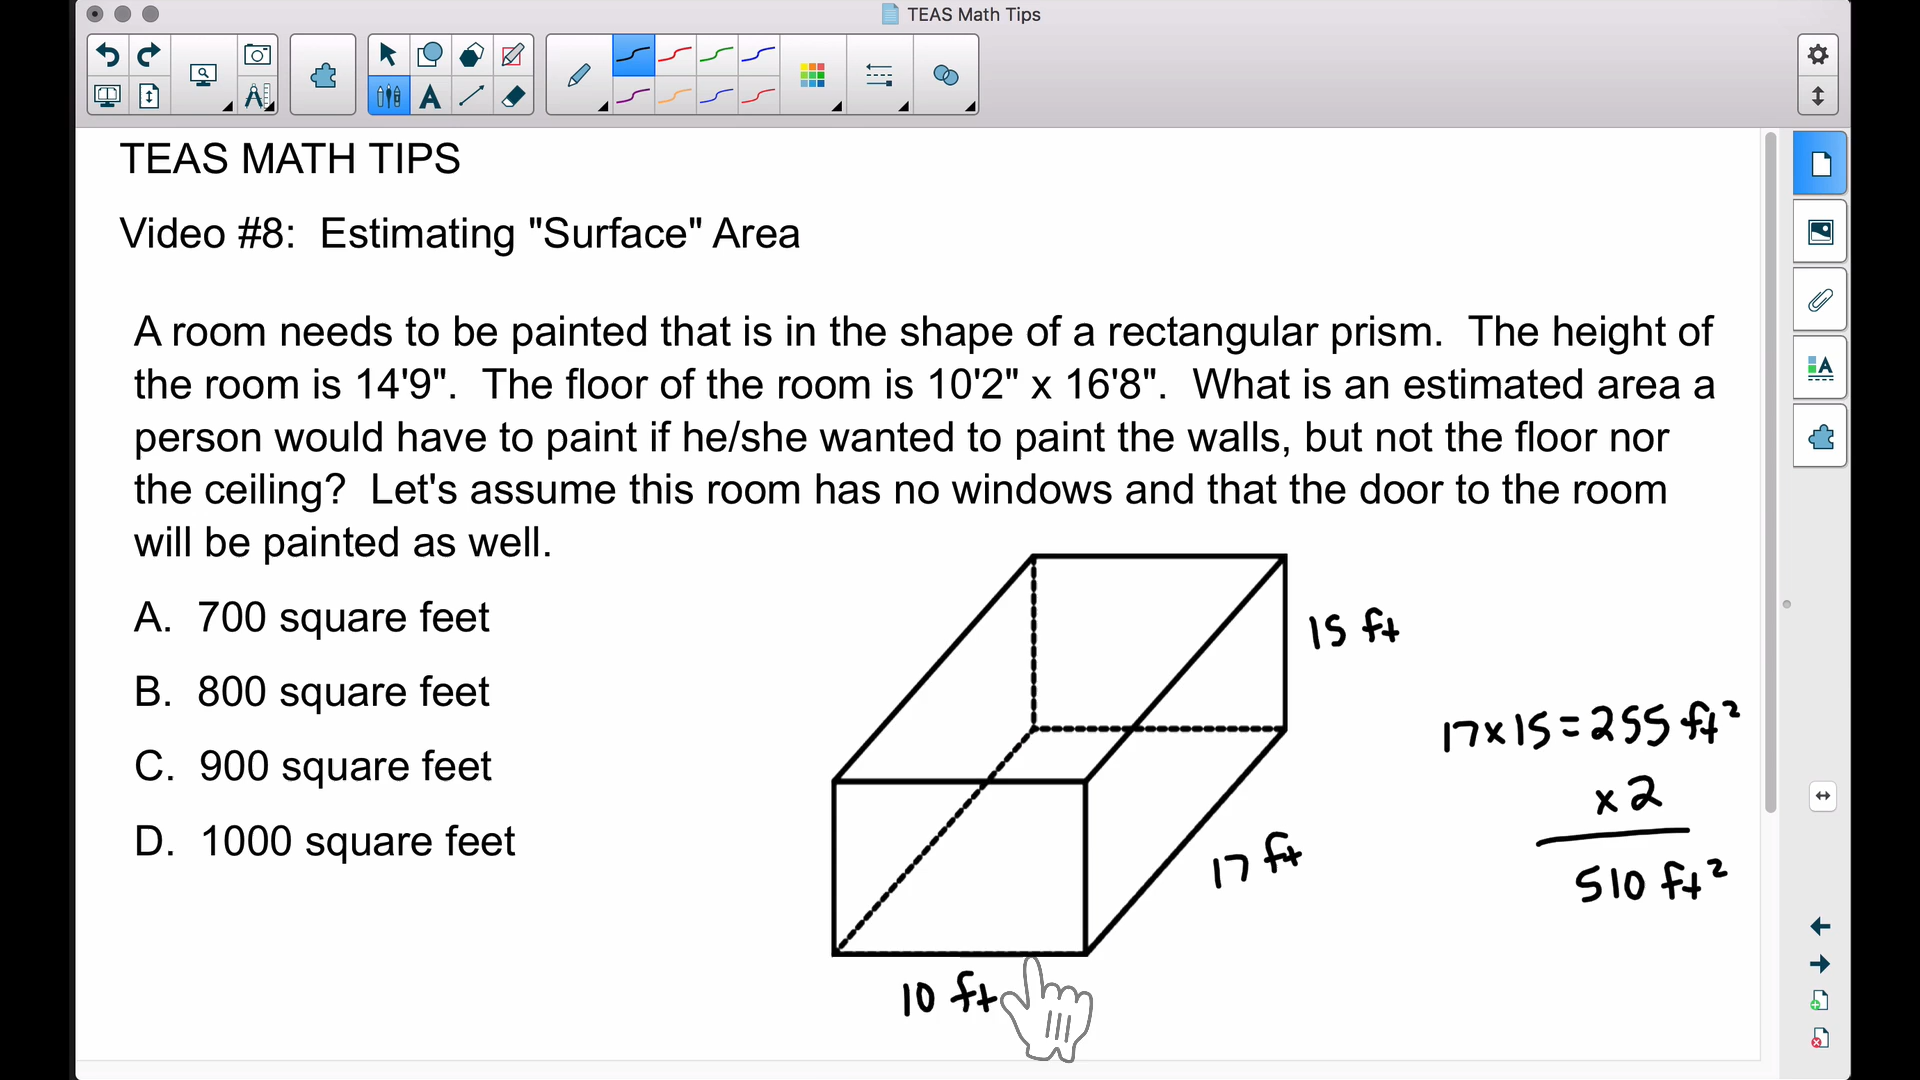 TEAS Math Tips
TEAS MATH TIPS
Video #8: Estimating "Surface" Area
A room needs to be painted that is in the shape of a rectangular prism. The height of
the room is 14'9". The floor of the room is 10'2" x 16'8". What is an estimated area a
person would have to paint if he/she wanted to paint the walls, but not the floor nor
the ceiling? Let's assume this room has no windows and that the door to the room
will be painted as well.
A. 700 square feet
B. 800 square feet
C. 900 square feet
D. 1000 square feet
15 ft
17 ft
10 ft
17x15=255 ft²
x 2
510 ft²